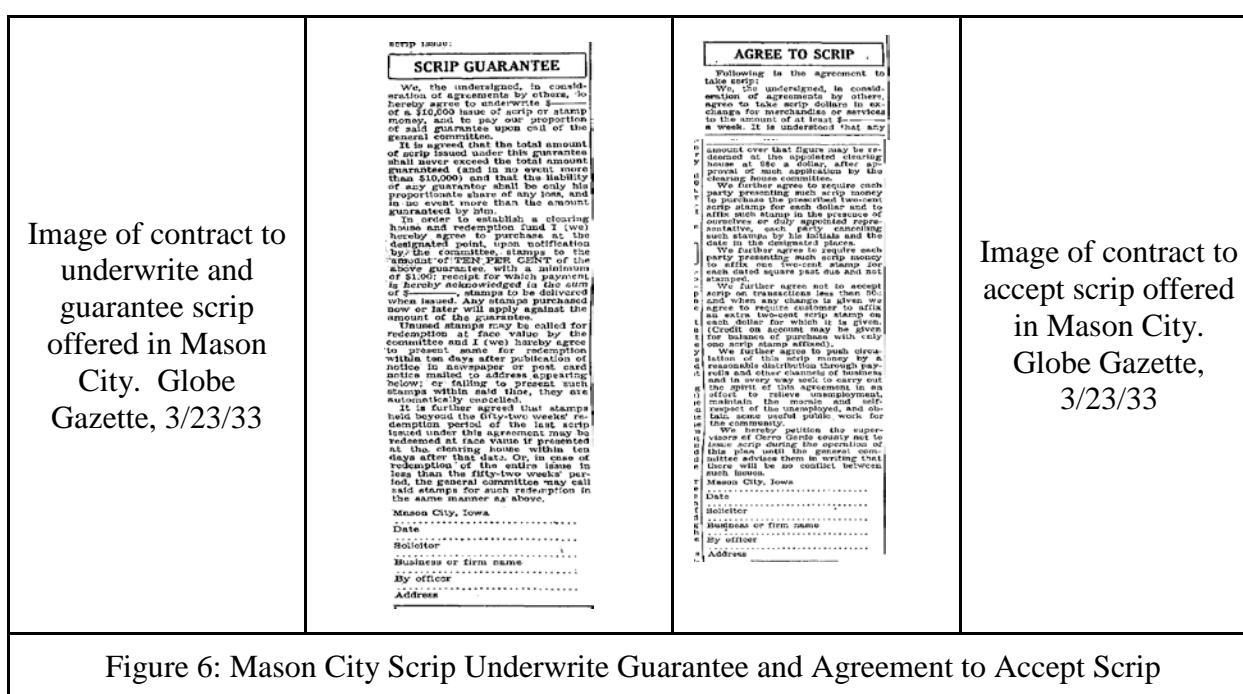 Image of contract to
underwrite and
guarantee scrip
offered in Mason
City. Globe
Gazette, 3/23/33
scrip issue:
SCRIP GUARANTEE
We, the undersigned, in consid-
eration of agreements by others, do
hereby agree to underwrite $———
of a $10,000 issue of scrip or stamp
money, and to pay our proportion
of said guarantee upon call of the
general committee.
It is agreed that the total amount
of scrip issued under this guarantee
shall never exceed the total amount
guaranteed (and in no event more
than $10,000) and that the liability
of any guarantor shall be only his
proportionate share of any loss, and
in no event more than the amount
guaranteed by him.
In order to establish a clearing
house and redemption fund I (we)
hereby agree to purchase at the
designated point, upon notification
by the committee, stamps to the
amount of TEN PER CENT of the
above guarantee, with a minimum
of $1.00; receipt for which payment
is hereby acknowledged in the sum
of $———, stamps to be delivered
when issued. Any stamps purchased
now or later will apply against the
amount of the guarantee.
Unused stamps may be called for
redemption at face value by the
committee and I (we) hereby agree
to present same for redemption
within ten days after publication of
notice in newspaper or post card
notice mailed to address appearing
below; or failing to present such
stamps within said time, they are
automatically cancelled.
It is further agreed that stamps
held beyond the fifty-two weeks' re-
demption period of the last scrip
issued under this agreement may be
redeemed at face value if presented
at the clearing house within ten
days after that date. Or, in case of
redemption of the entire issue in
less than the fifty-two weeks' per-
iod, the general committee may call
said stamps for such redemption in
the same manner as above.
Mason City, Iowa
Date
Solicitor
Business or firm name
By officer
Address
AGREE TO SCRIP
Following is the agreement to
take scrip:
We, the undersigned, in consid-
eration of agreements by others,
agree to take scrip dollars in ex-
change for merchandise or services
to the amount of at least $———
a week. It is understood that any
amount over that figure may be re-
deemed at the appointed clearing
house at 98c a dollar, after ap-
proval of such application by the
clearing house committee.
We further agree to require each
party presenting such scrip money
to purchase the prescribed two-cent
scrip stamp for each dollar and to
affix such stamp in the presence of
ourselves or duly appointed repre-
sentative, each party cancelling
such stamps by his initials and the
date in the designated places.
We further agree to require each
party presenting such scrip money
to affix one two-cent stamp for
each dated square past due and not
stamped.
We further agree not to accept
scrip on transactions less than 50c
and when any change is given we
agree to require customer to affix
an extra two-cent scrip stamp on
each dollar for which it is given.
(Credit on account may be given
for balance of purchase with only
one scrip stamp affixed).
We further agree to push circu-
lation of this scrip money by a
reasonable distribution through pay-
rolls and other channels of business
and in every way seek to carry out
the spirit of this agreement in an
effort to relieve unemployment,
maintain the morale and self-
respect of the unemployed, and ob-
tain some useful public work for
the community.
We hereby petition the super-
visors of Cerro Gordo county not to
issue scrip during the operation of
this plan until the general com-
mittee advises them in writing that
there will be no conflict between
such issues.
Mason City, Iowa
Date
Solicitor
Business or firm name
By officer
Address
Image of contract to
accept scrip offered
in Mason City.
Globe Gazette,
3/23/33
Figure 6: Mason City Scrip Underwrite Guarantee and Agreement to Accept Scrip